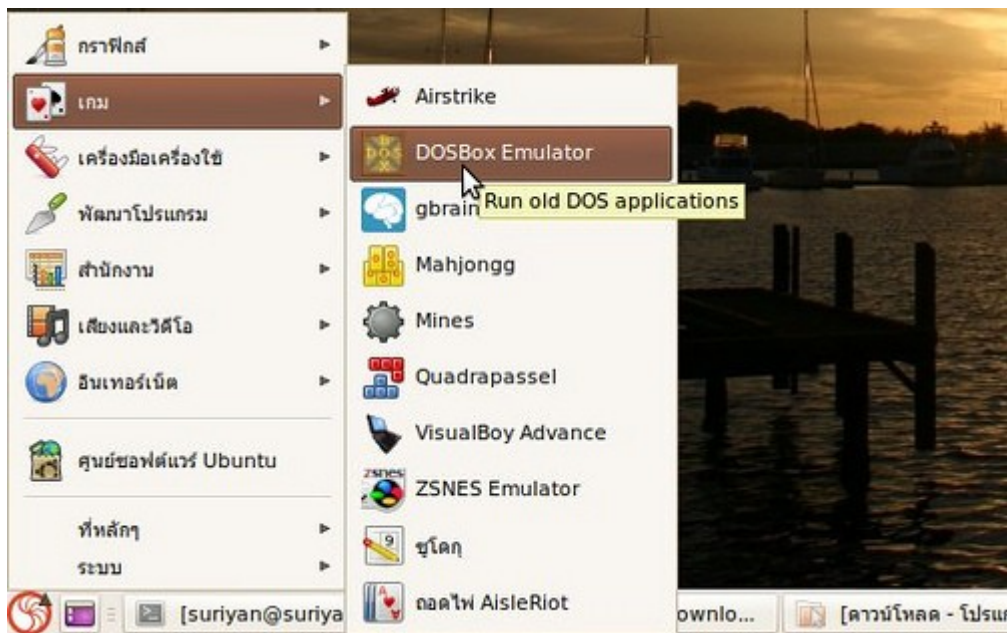 กราฟิกส์
เกม
เครื่องมือเครื่องใช้
พัฒนาโปรแกรม
สำนักงาน
เสียงและวิดีโอ
อินเทอร์เน็ต
ศูนย์ซอฟต์แวร์ Ubuntu
ที่หลักๆ
ระบบ
Airstrike
DOSBox Emulator
Run old DOS applications
gbrain
Mahjongg
Mines
Quadrapassel
VisualBoy Advance
ZSNES Emulator
ซูโดกุ
ถอดไพ่ AisleRiot
[suriyan@suriya
ownlo...
[ดาวน์โหลด - โปรแก